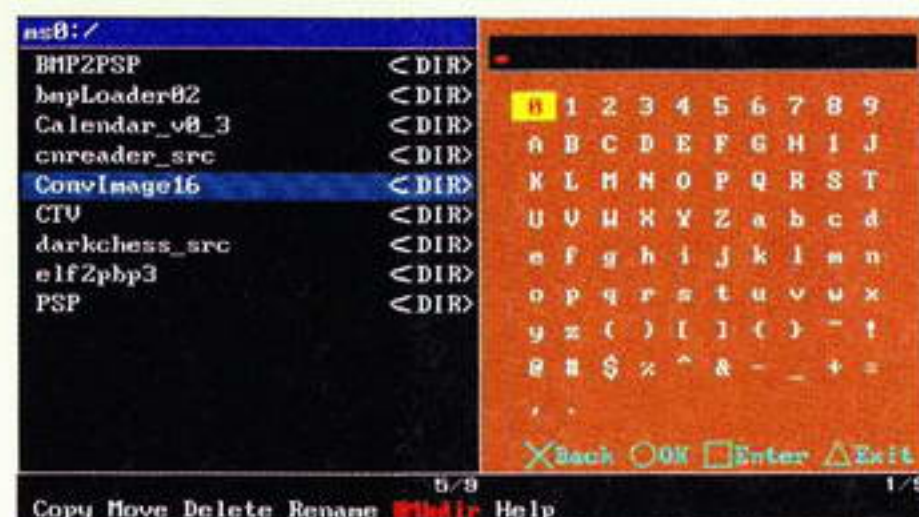 ms0:/
BMP2PSP <DIR>
bmpLoader02 <DIR>
Calendar_v0_3 <DIR>
cnreader_src <DIR>
ConvImage16 <DIR>
CTV <DIR>
darkchess_src <DIR>
elf2pbp3 <DIR>
PSP <DIR>
5/9
0 1 2 3 4 5 6 7 8 9
A B C D E F G H I J
K L M N O P Q R S T
U V W X Y Z a b c d
e f g h i j k l m n
o p q r s t u v w x
y z ( ) [ ] { } ~ !
@ # $ % ^ & - _ + =
, .
XBack ○OK □Enter △Exit
1/9
Copy Move Delete Rename Help